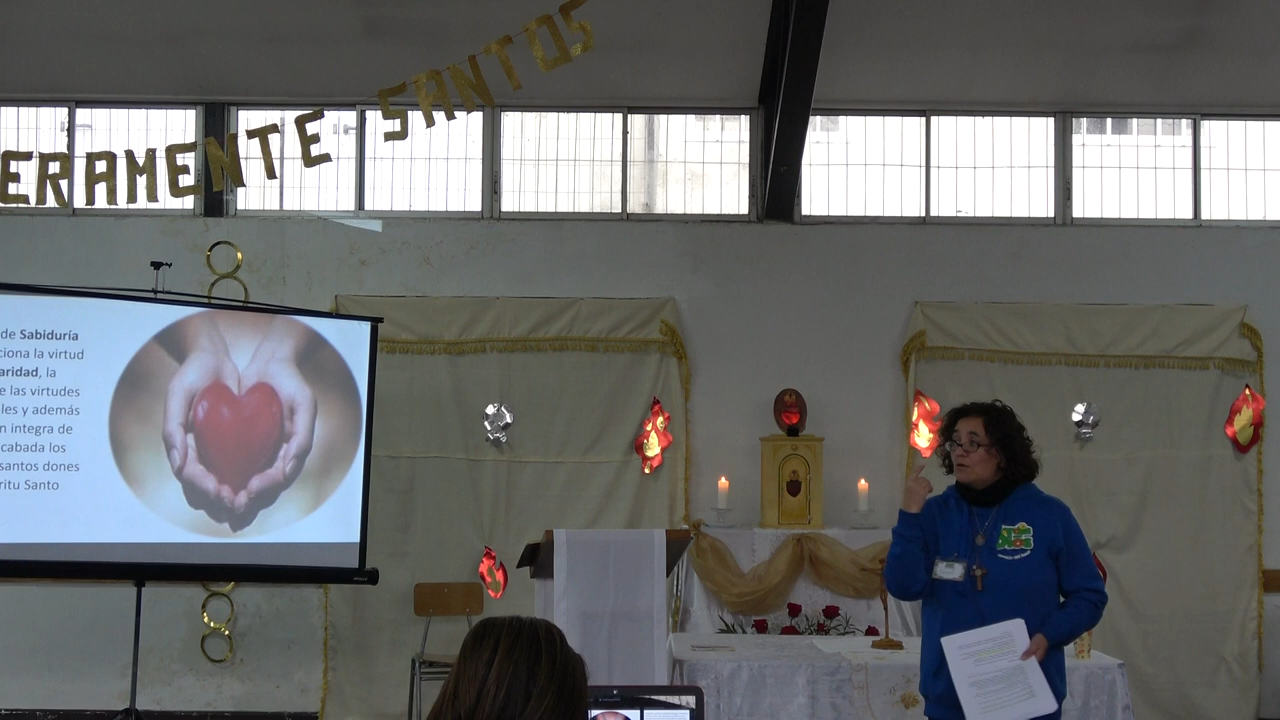 ERAMENTE SANTOS
de Sabiduría
ciona la virtud
aridad, la
e las virtudes
les y además
n integra de
cabada los
santos dones
ritu Santo